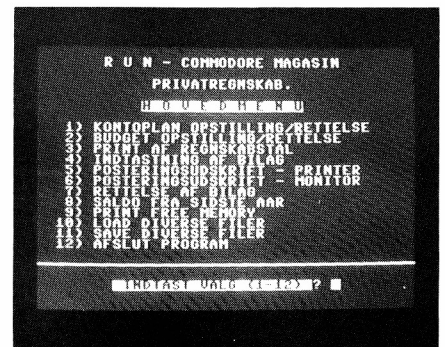 R U N - COMMODORE MAGASIN
PRIVATREGNSKAB.
H O V E D M E N U
1) KONTOPLAN OPSTILLING/RETTELSE
2) BUDGET OPSTILLING/RETTELSE
3) PRINT AF REGNSKABSTAL
4) INDTASTNING AF BILAG
5) POSTERINGSUDSKRIFT - PRINTER
6) POSTERINGSUDSKRIFT - MONITOR
7) RETTELSE AF BILAG
8) SALDO FRA SIDSTE AAR
9) PRINT FREE MEMORY
10) LOAD DIVERSE FILER
11) SAVE DIVERSE FILER
12) AFSLUT PROGRAM
INDTAST VALG (1-12) ?